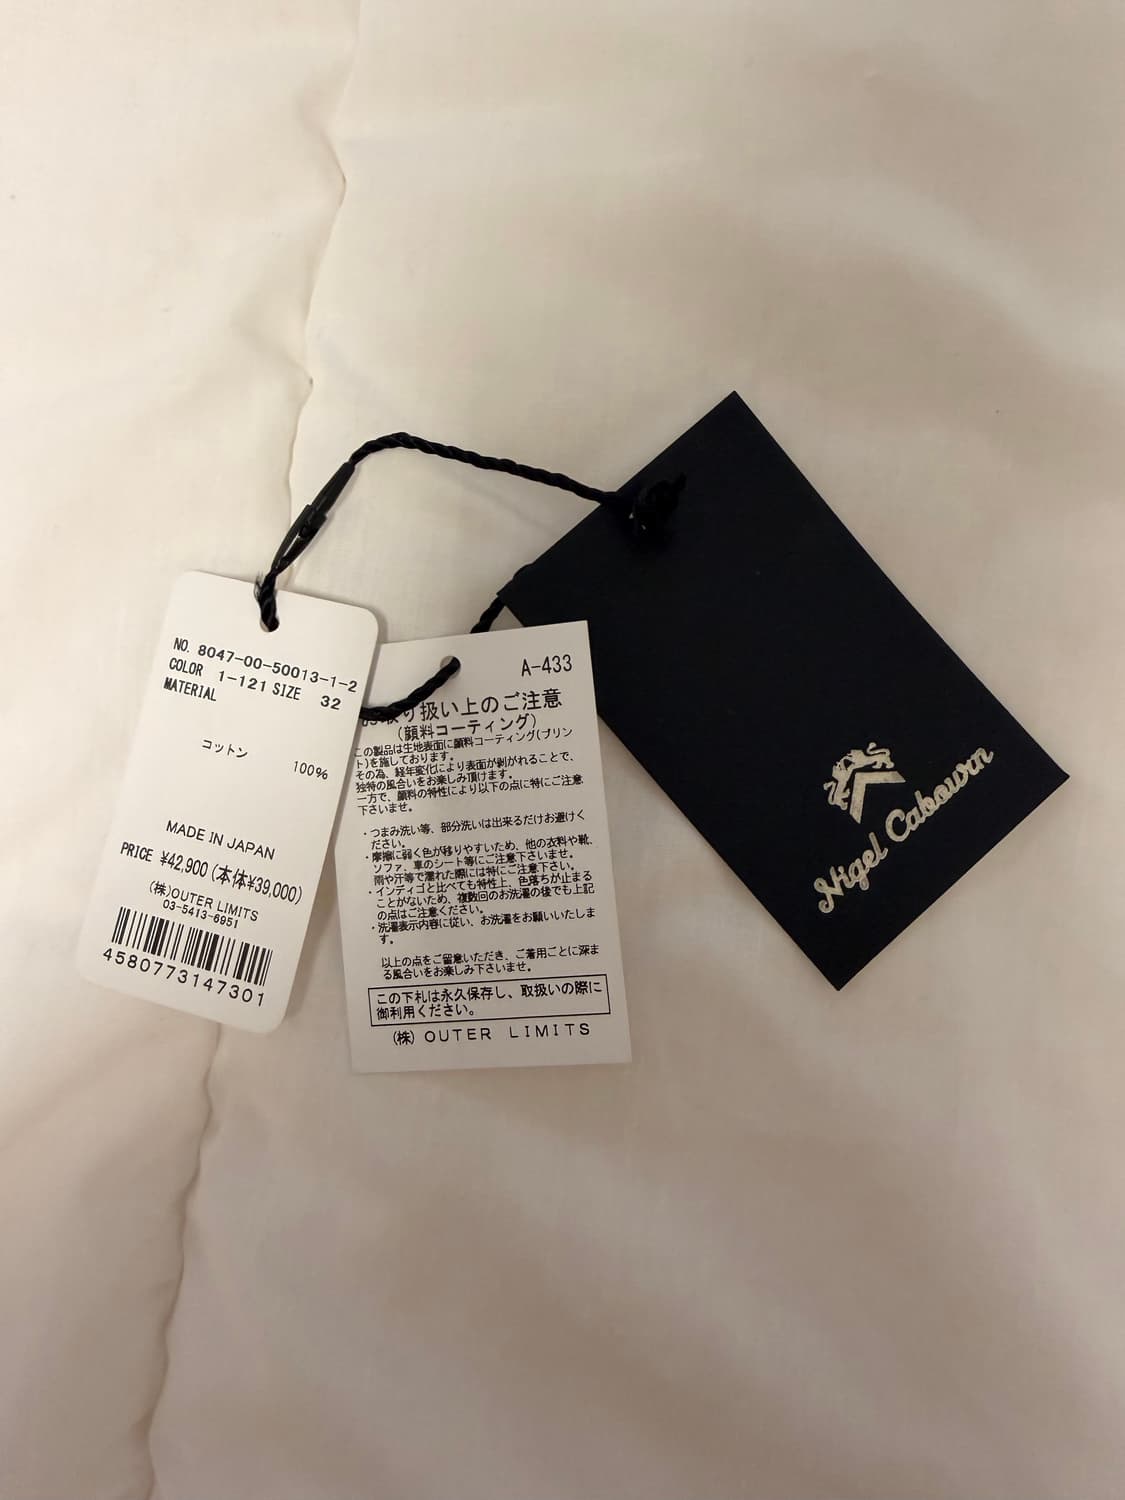 NO. 8047-00-50013-1-2
COLOR 1-121 SIZE 32
MATERIAL
コットン 100%
MADE IN JAPAN
PRICE ¥42,900(本体¥39,000)
(株)OUTER LIMITS
03-5413-6951
4580773147301
A-433
取り扱い上のご注意
(顔料コーティング)
この製品は生地表面に顔料コーティング(プリン
ト)を施しております。
その為、経年変化により表面が剥がれることで、
独特の風合いをお楽しみ頂けます。
一方で、顔料の特性により以下の点に特にご注意
下さいませ。
・つまみ洗い等、部分洗いは出来るだけお避けく
ださい。
・摩擦に弱く色が移りやすいため、他の衣料や靴、
ソファ、車のシート等にご注意下さいませ。
雨や汗等で濡れた際には特にご注意下さい。
・インディゴと比べても特性上、色落ちが止まる
ことがないため、複数回のお洗濯の後でも上記
の点はご注意ください。
・洗濯表示内容に従い、お洗濯をお願いいたしま
す。
以上の点をご留意いただき、ご着用ごとに深ま
る風合いをお楽しみ下さいませ。
この下札は永久保存し、取扱いの際に
御利用ください。
(株) OUTER LIMITS
Nigel Cabourn